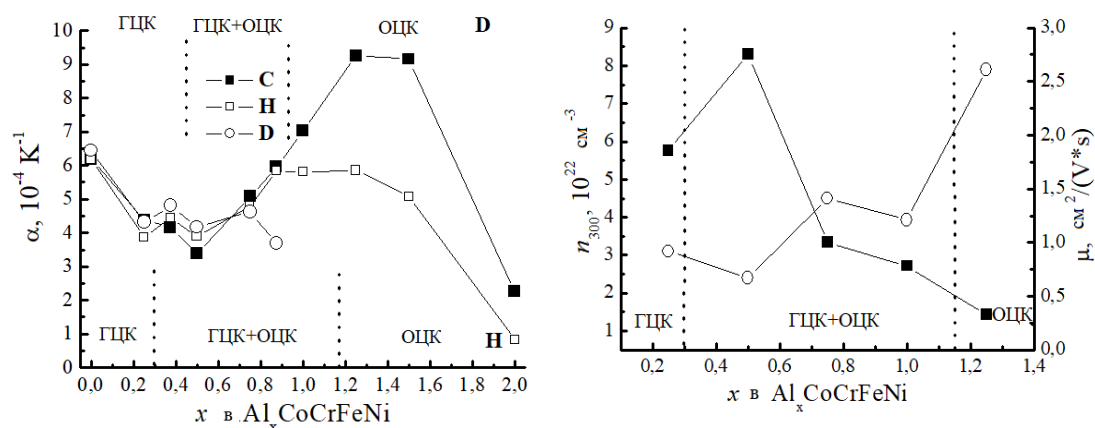 ГЦК
ГЦК+ОЦК
ОЦК
D
C
H
D
α, 10⁻⁴ K⁻¹
10
9
8
7
6
5
4
3
2
1
0
ГЦК
ГЦК+ОЦК
ОЦК
H
0,0 0,2 0,4 0,6 0,8 1,0 1,2 1,4 1,6 1,8 2,0
x в AlₓCoCrFeNi
n₃₀₀, 10²² см⁻³
9
8
7
6
5
4
3
2
1
ГЦК
ГЦК+ОЦК
ОЦК
3,0
2,5
2,0
1,5
1,0
0,5
0,0
μ, см²/(V*s)
0,2 0,4 0,6 0,8 1,0 1,2 1,4
x в AlₓCoCrFeNi